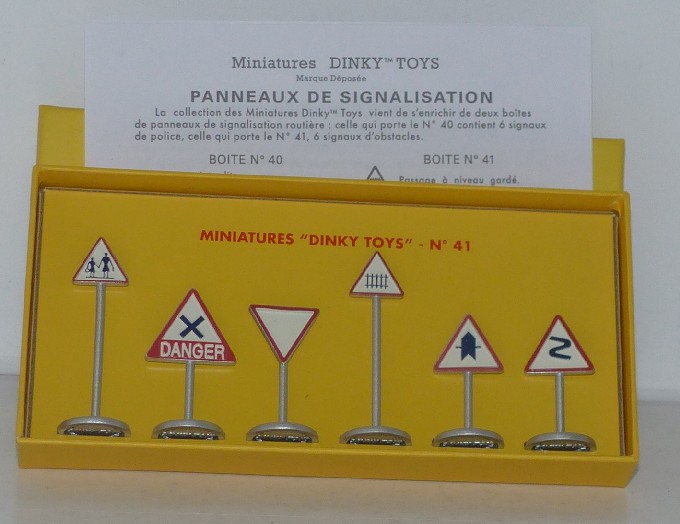 Miniatures DINKY™ TOYS
Marque Déposée
PANNEAUX DE SIGNALISATION
La collection des Miniatures Dinky™ Toys vient de s'enrichir de deux boîtes
de panneaux de signalisation routière : celle qui porte le N° 40 contient 6 signaux
de police, celle qui porte le N° 41, 6 signaux d'obstacles.
BOITE N° 40
BOITE N° 41
Passage à niveau gardé.
MINIATURES "DINKY TOYS" - N° 41
DANGER